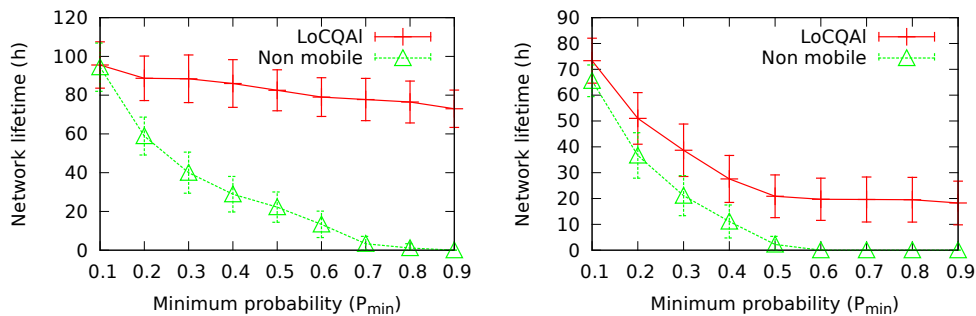 120
100
80
60
40
20
0
Network lifetime (h)
LoCQAI
Non mobile
0.1 0.2 0.3 0.4 0.5 0.6 0.7 0.8 0.9
Minimum probability (Pmin)
90
80
70
60
50
40
30
20
10
0
Network lifetime (h)
LoCQAI
Non mobile
0.1 0.2 0.3 0.4 0.5 0.6 0.7 0.8 0.9
Minimum probability (Pmin)